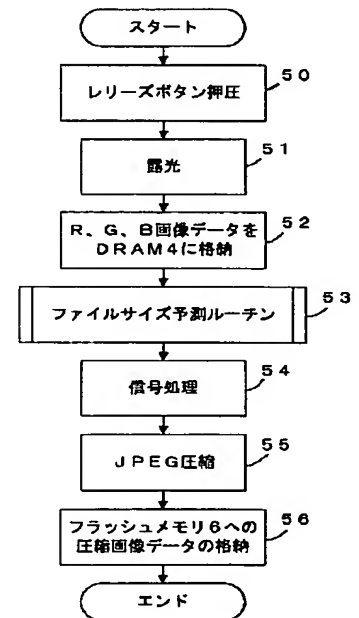 スタート
レリーズボタン押圧
50
露光
51
R、G、B画像データを
DRAM4に格納
52
ファイルサイズ予測ルーチン
53
信号処理
54
JPEG圧縮
55
フラッシュメモリ6への
圧縮画像データの格納
56
エンド